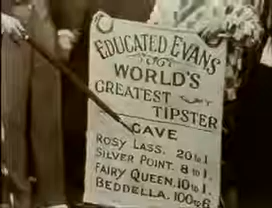 EDUCATED EVANS
WORLD'S
GREATEST
TIPSTER
GAVE
ROSY LASS. 20 to 1.
SILVER POINT. 8 to 1.
FAIRY QUEEN. 10 to 1.
BEDDELLA. 100 to 6